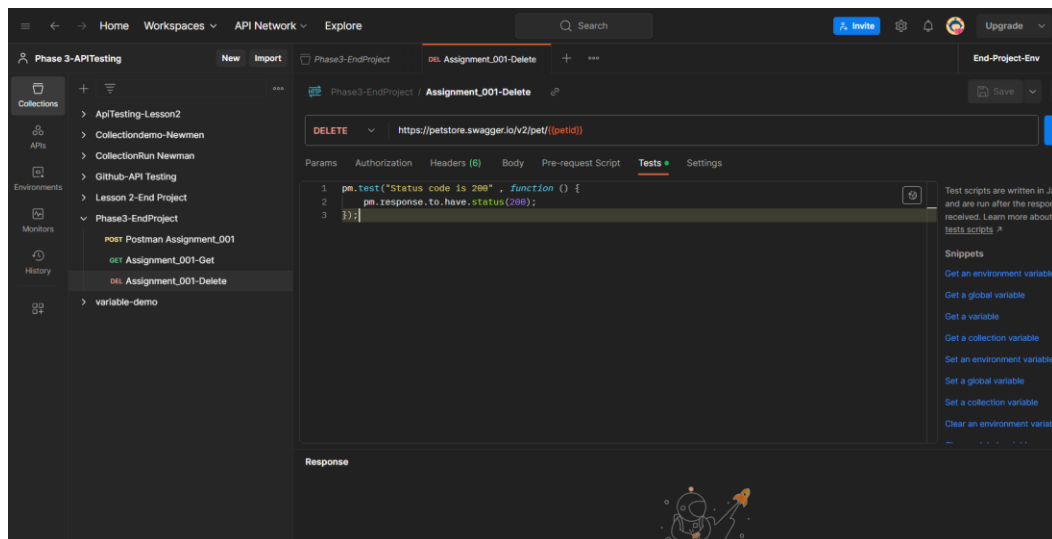 Home Workspaces API Network Explore Search Invite Upgrade
Phase 3-APITesting New Import Phase3-EndProject DEL Assignment_001-Delete End-Project-Env
Collections
APIs
Environments
Monitors
History
ApiTesting-Lesson2
Collectiondemo-Newmen
CollectionRun Newman
Github-API Testing
Lesson 2-End Project
Phase3-EndProject
POST Postman Assignment_001
GET Assignment_001-Get
DEL Assignment_001-Delete
variable-demo
HTTP Phase3-EndProject / Assignment_001-Delete Save
DELETE https://petstore.swagger.io/v2/pet/{{petid}}
Params Authorization Headers (6) Body Pre-request Script Tests Settings
1 pm.test("Status code is 200" , function () {
2 pm.response.to.have.status(200);
3 });
Test scripts are written in Ja
and are run after the respon
received. Learn more about
tests scripts
Snippets
Get an environment variable
Get a global variable
Get a variable
Get a collection variable
Set an environment variable
Set a global variable
Set a collection variable
Clear an environment variab
Response